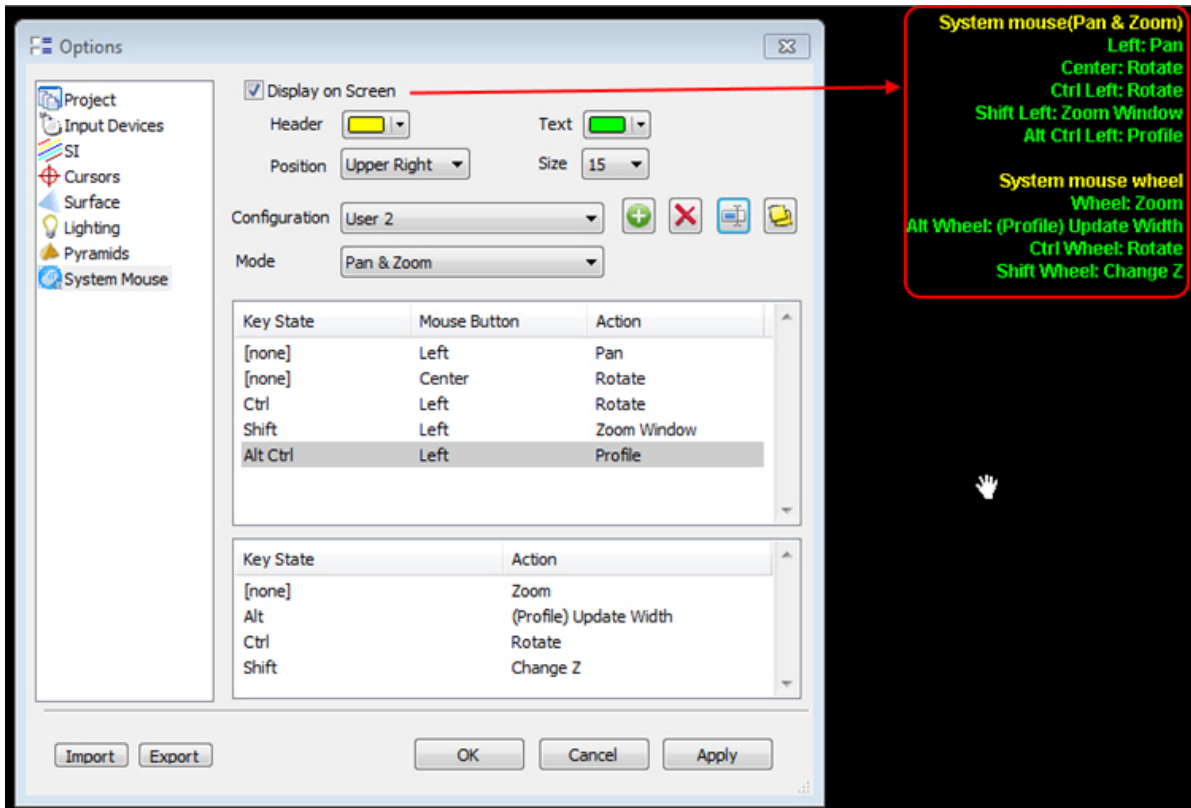 Options
Project
Input Devices
SI
Cursors
Surface
Lighting
Pyramids
System Mouse
Display on Screen
Header Text
Position Upper Right Size 15
Configuration User 2
Mode Pan & Zoom
Key State Mouse Button Action
[none] Left Pan
[none] Center Rotate
Ctrl Left Rotate
Shift Left Zoom Window
Alt Ctrl Left Profile
Key State Action
[none] Zoom
Alt (Profile) Update Width
Ctrl Rotate
Shift Change Z
Import Export OK Cancel Apply
System mouse(Pan & Zoom)
Left: Pan
Center: Rotate
Ctrl Left: Rotate
Shift Left: Zoom Window
Alt Ctrl Left: Profile
System mouse wheel
Wheel: Zoom
Alt Wheel: (Profile) Update Width
Ctrl Wheel: Rotate
Shift Wheel: Change Z